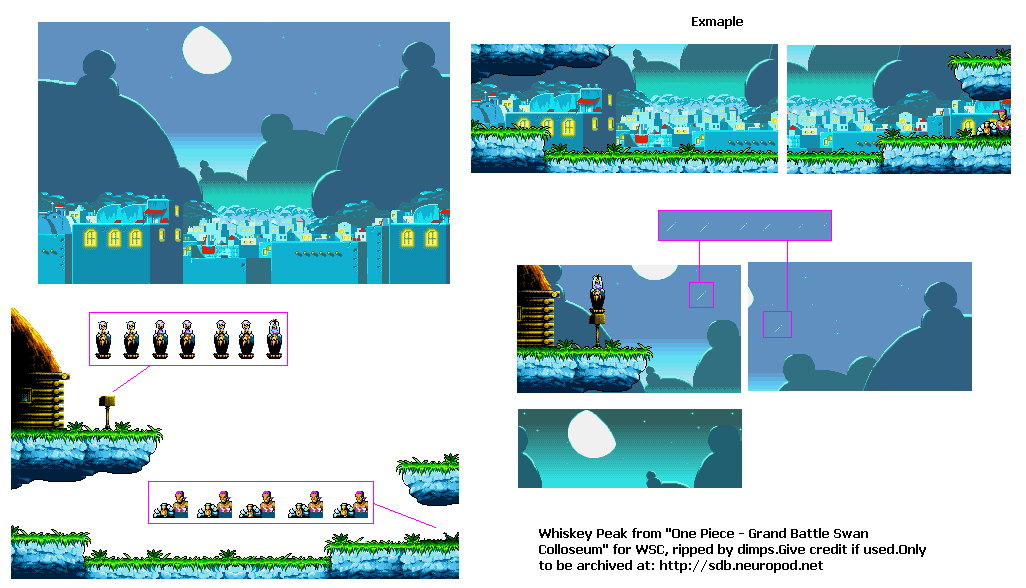 Exmaple
Whiskey Peak from "One Piece - Grand Battle Swan
Colloseum" for WSC, ripped by dimps.Give credit if used.Only
to be archived at: http://sdb.neuropod.net